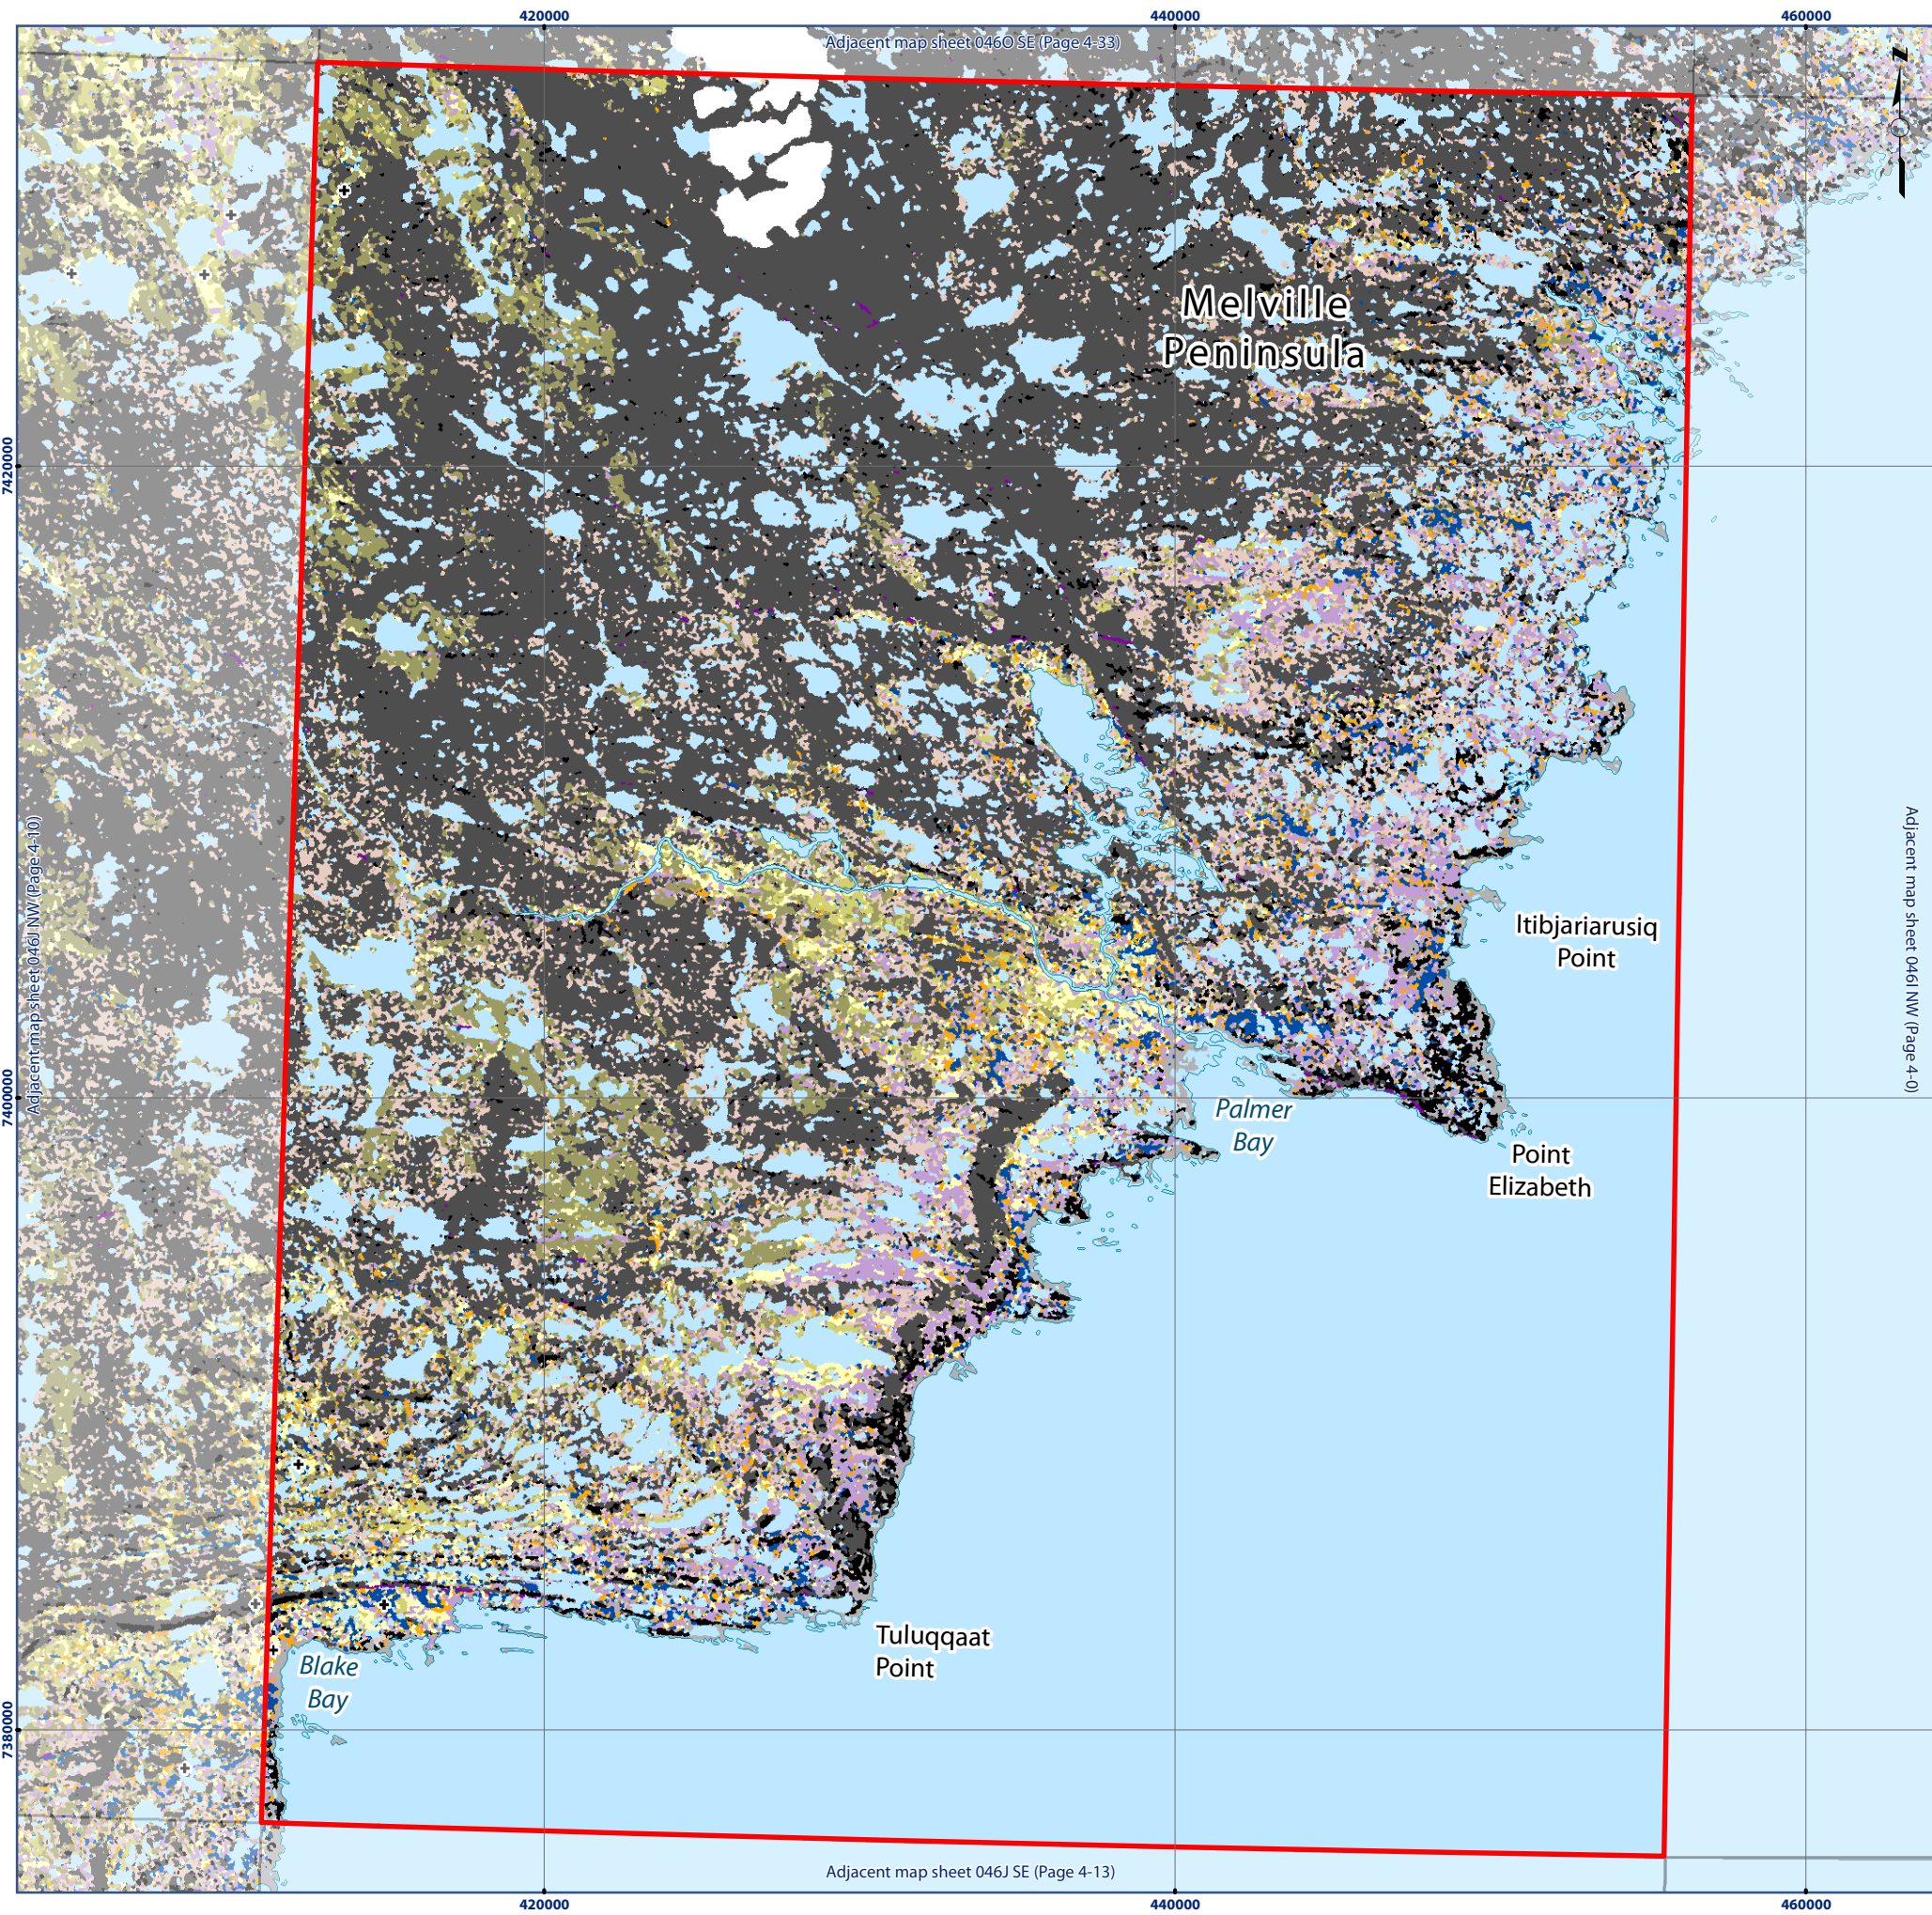 420000
440000
460000
Adjacent map sheet 046O SE (Page 4-33)
N
Melville
Peninsula
7420000
Adjacent map sheet 046J NW (Page 4-10)
Adjacent map sheet 046I NW (Page 4-0)
Itibjariarusiq
Point
7400000
Palmer
Bay
Point
Elizabeth
Tuluqqaat
Point
Blake
Bay
7380000
Adjacent map sheet 046J SE (Page 4-13)
420000
440000
460000